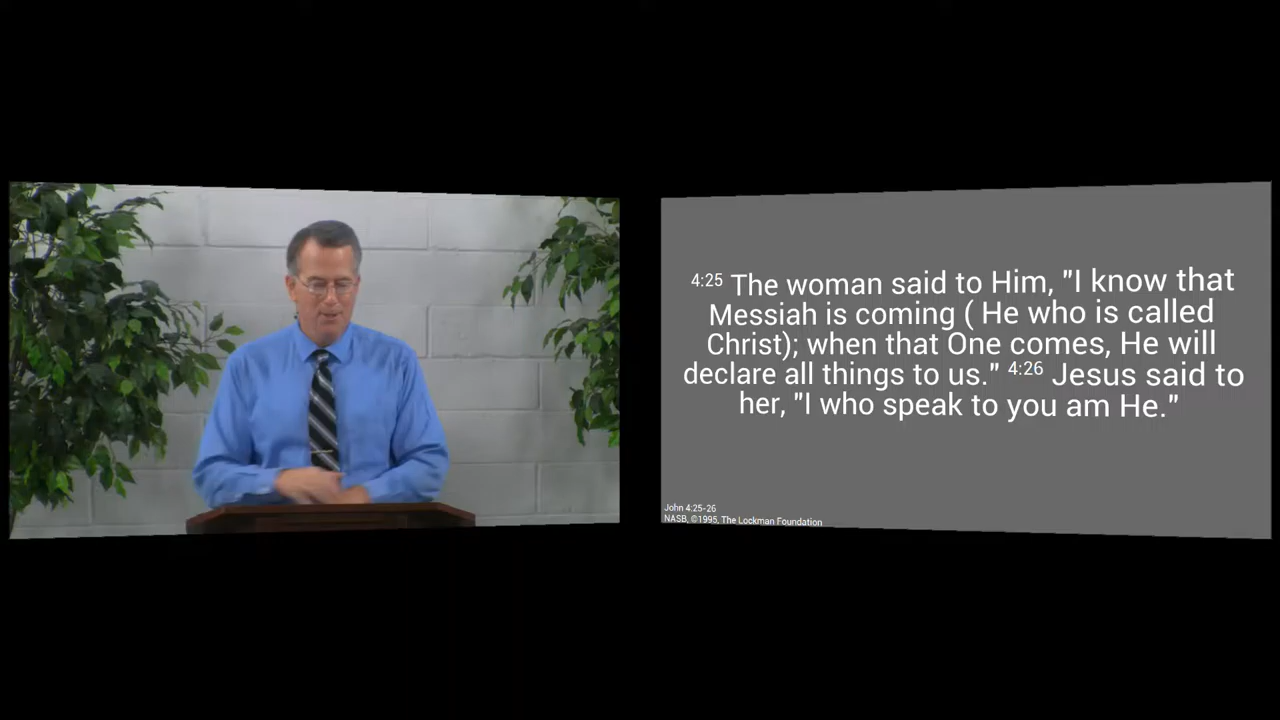 4:25 The woman said to Him, "I know that
Messiah is coming ( He who is called
Christ); when that One comes, He will
declare all things to us." 4:26 Jesus said to
her, "I who speak to you am He."
John 4:25-26
NASB, ©1995, The Lockman Foundation